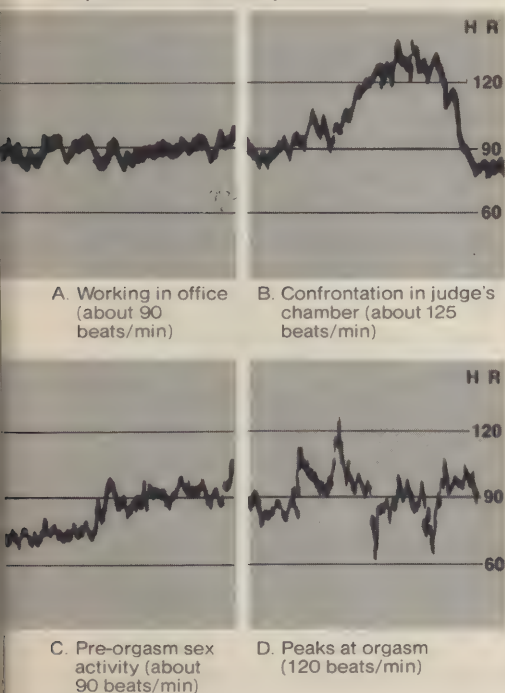 H R
120
90
60
A. Working in office
(about 90
beats/min)
B. Confrontation in judge's
chamber (about 125
beats/min)
H R
120
90
60
C. Pre-orgasm sex
activity (about
90 beats/min)
D. Peaks at orgasm
(120 beats/min)